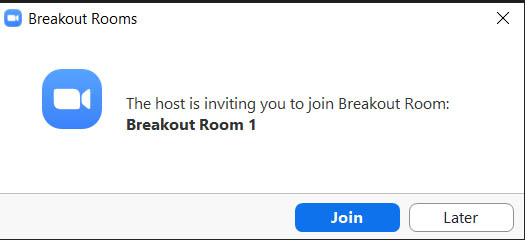 Breakout Rooms
The host is inviting you to join Breakout Room:
Breakout Room 1
Join
Later